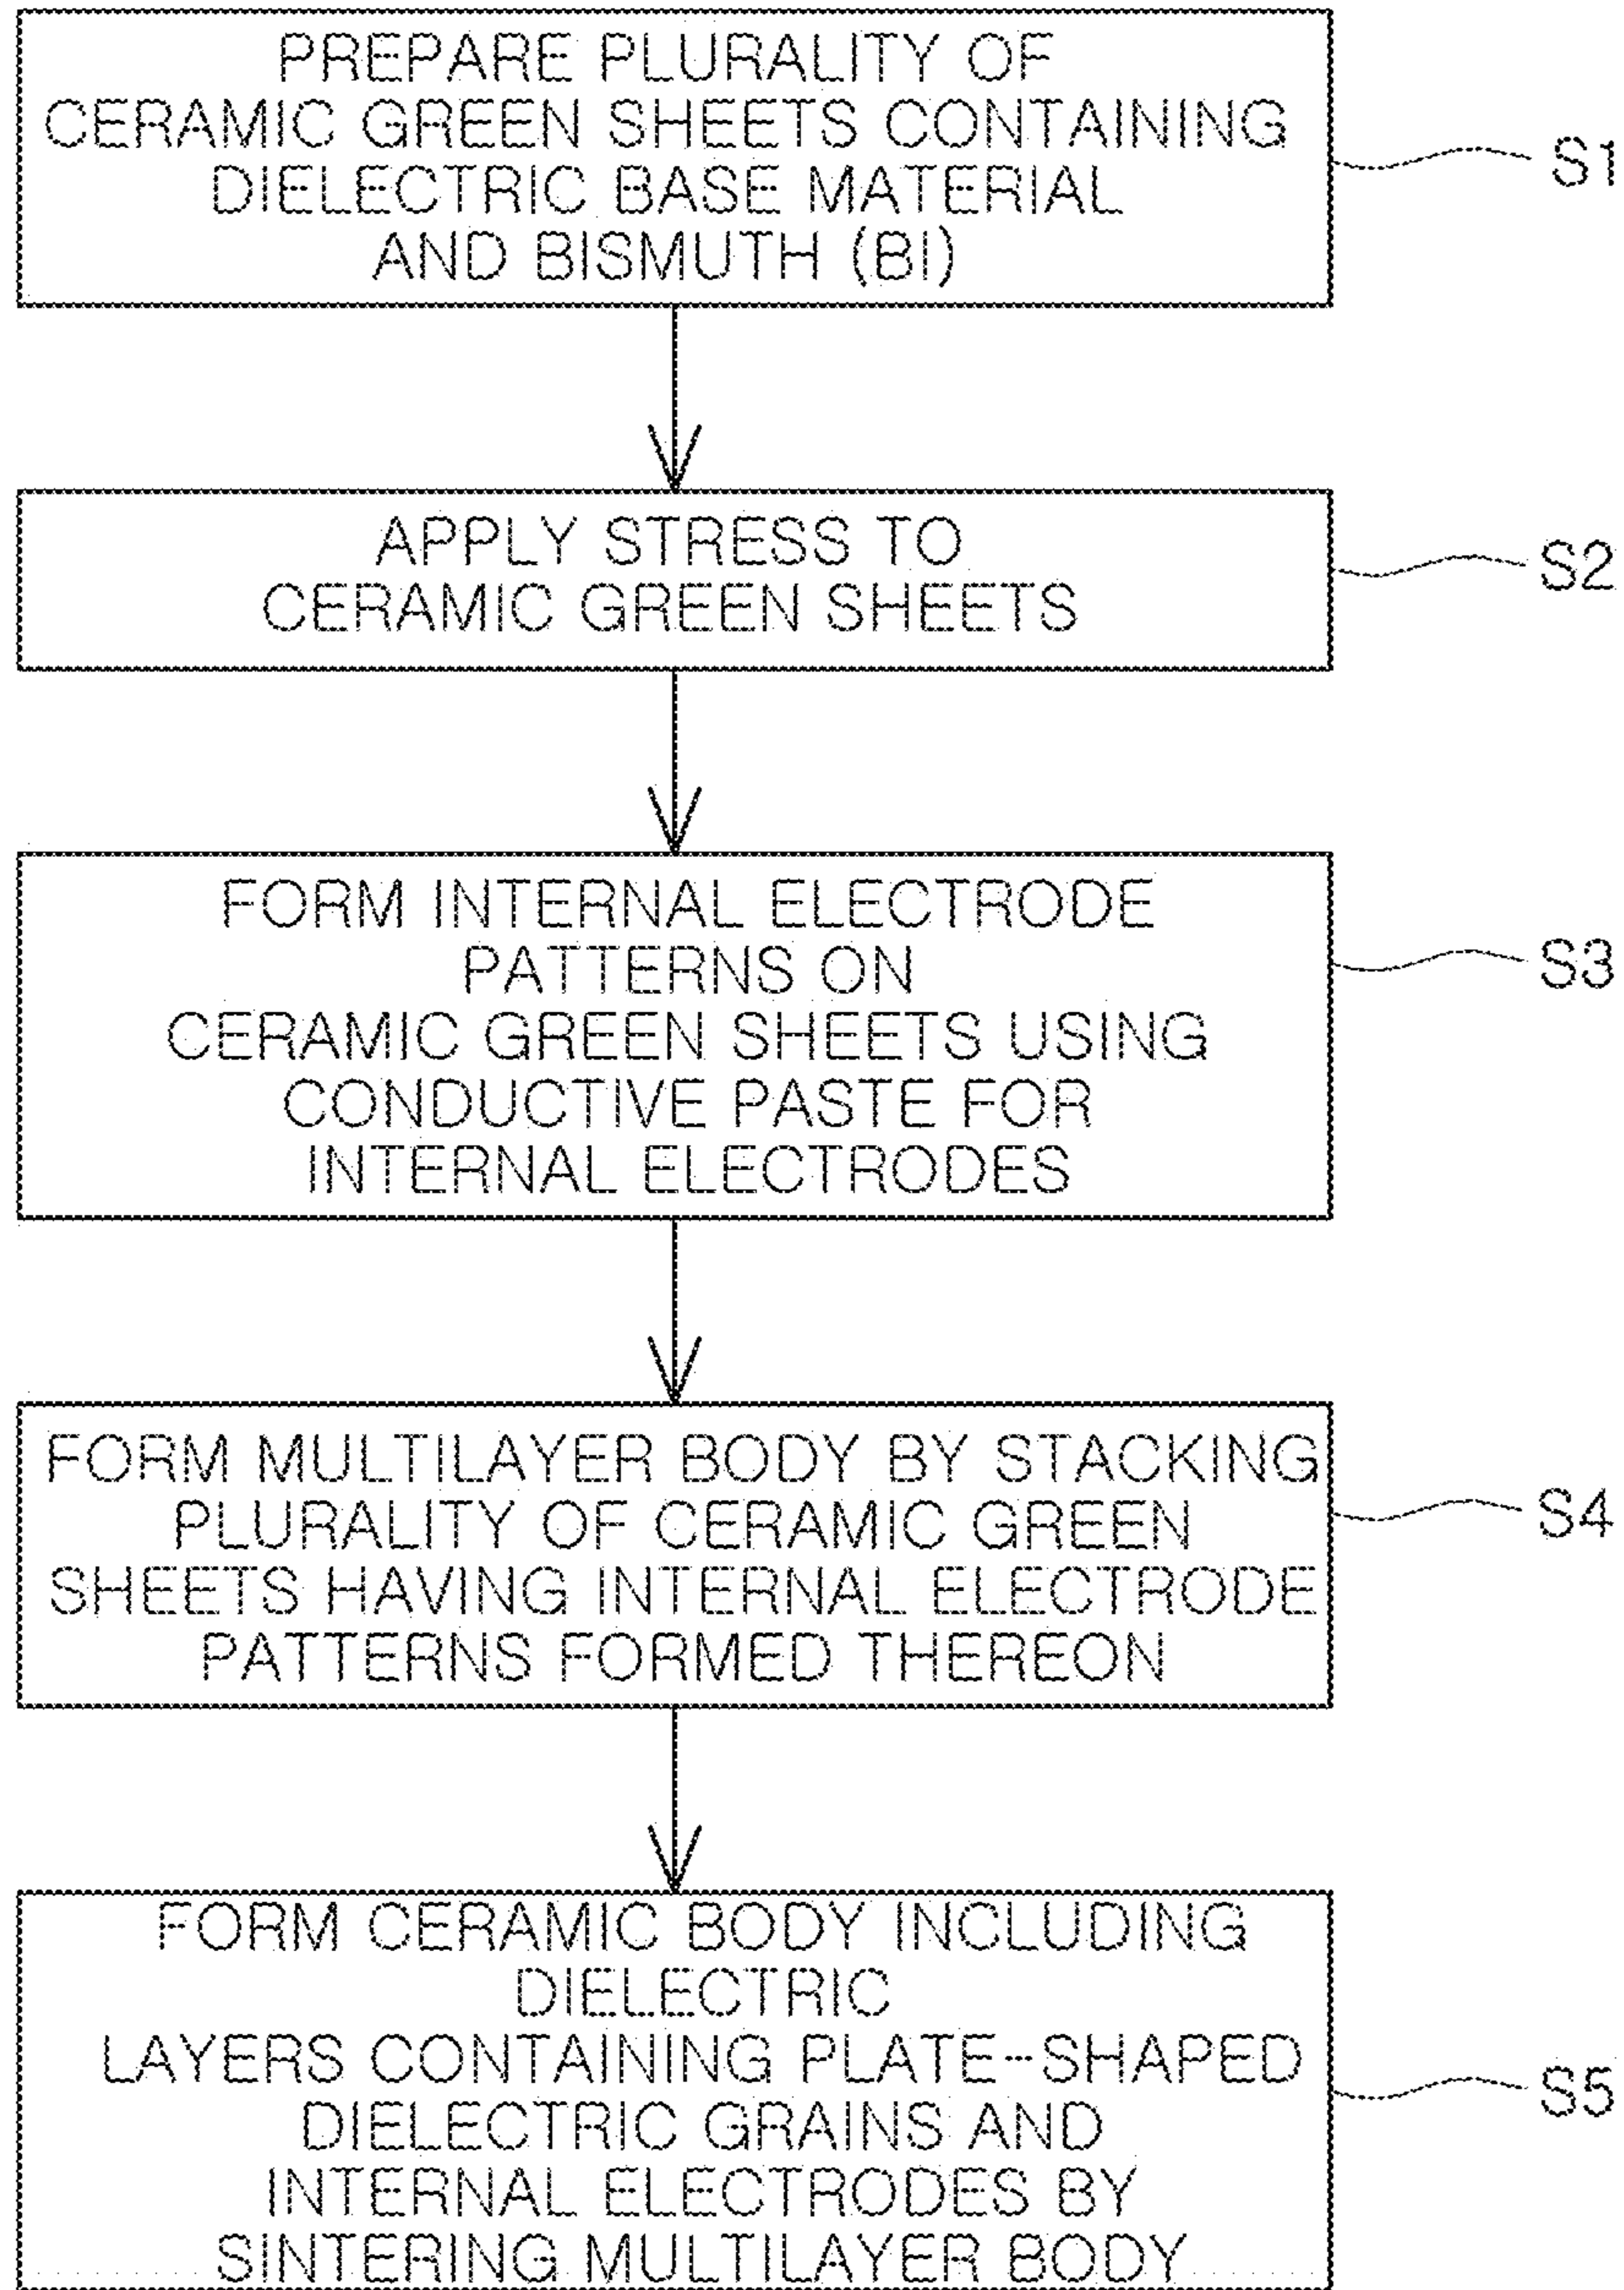 PREPARE PLURALITY OF
CERAMIC GREEN SHEETS CONTAINING
DIELECTRIC BASE MATERIAL
AND BISMUTH (BI)
S1
APPLY STRESS TO
CERAMIC GREEN SHEETS
S2
FORM INTERNAL ELECTRODE
PATTERNS ON
CERAMIC GREEN SHEETS USING
CONDUCTIVE PASTE FOR
INTERNAL ELECTRODES
S3
FORM MULTILAYER BODY BY STACKING
PLURALITY OF CERAMIC GREEN
SHEETS HAVING INTERNAL ELECTRODE
PATTERNS FORMED THEREON
S4
FORM CERAMIC BODY INCLUDING
DIELECTRIC
LAYERS CONTAINING PLATE-SHAPED
DIELECTRIC GRAINS AND
INTERNAL ELECTRODES BY
SINTERING MULTILAYER BODY
S5